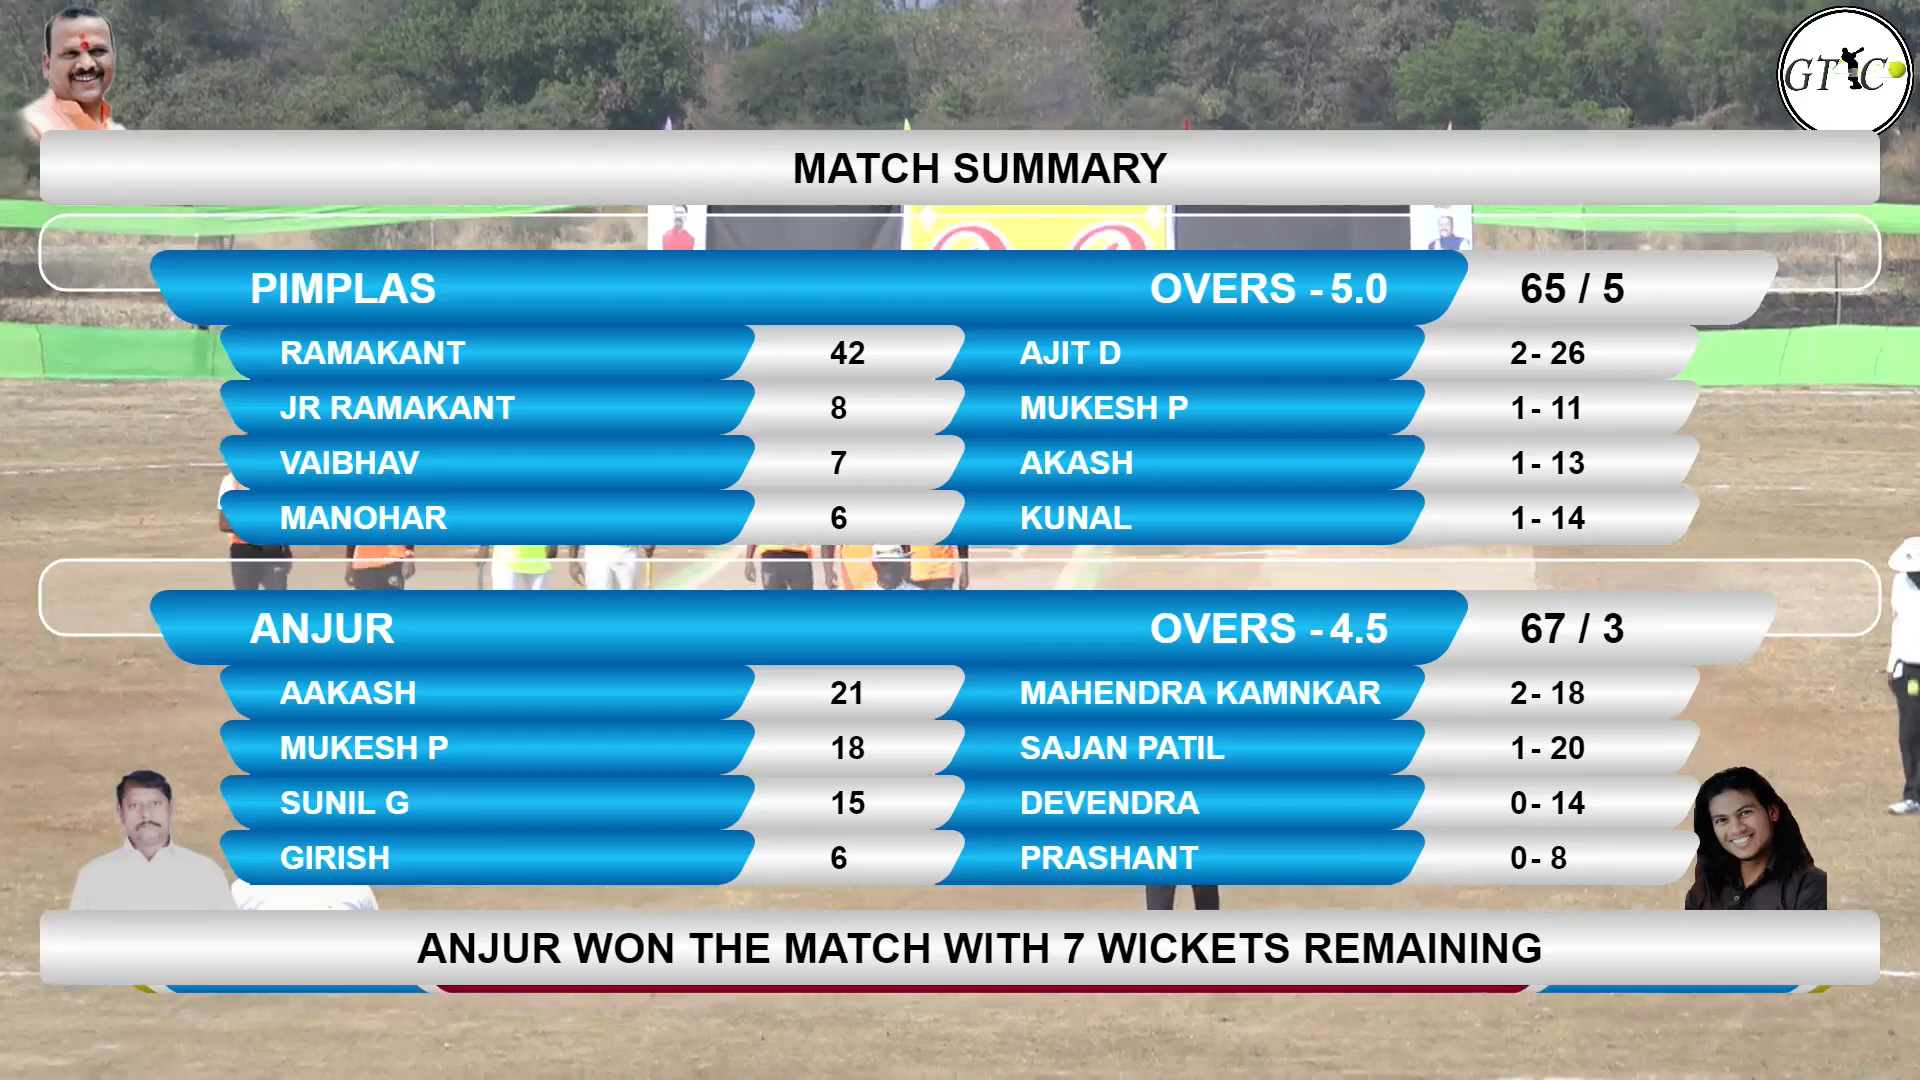 GTCC
MATCH SUMMARY
PIMPLAS OVERS - 5.0 65 / 5
RAMAKANT 42 AJIT D 2- 26
JR RAMAKANT 8 MUKESH P 1- 11
VAIBHAV 7 AKASH 1- 13
MANOHAR 6 KUNAL 1- 14
ANJUR OVERS - 4.5 67 / 3
AAKASH 21 MAHENDRA KAMNKAR 2- 18
MUKESH P 18 SAJAN PATIL 1- 20
SUNIL G 15 DEVENDRA 0- 14
GIRISH 6 PRASHANT 0- 8
ANJUR WON THE MATCH WITH 7 WICKETS REMAINING